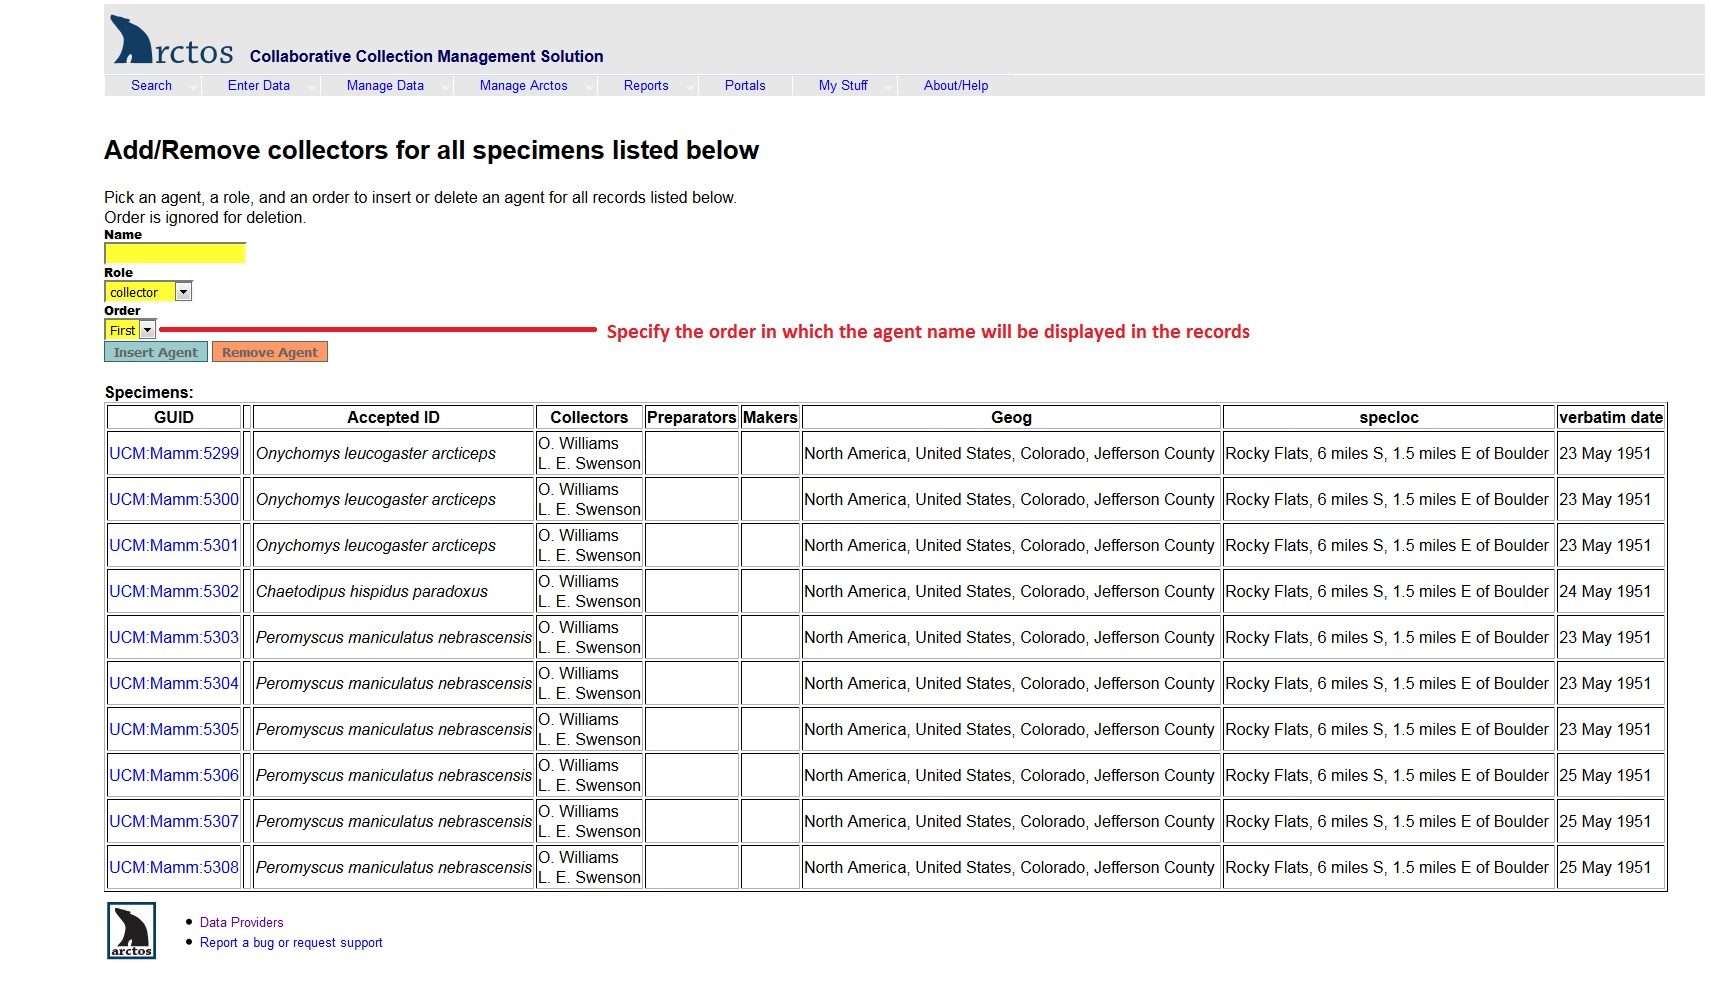 Arctos Collaborative Collection Management Solution
Search Enter Data Manage Data Manage Arctos Reports Portals My Stuff About/Help
Add/Remove collectors for all specimens listed below
Pick an agent, a role, and an order to insert or delete an agent for all records listed below.
Order is ignored for deletion.
Name
Role
collector
Order
First Specify the order in which the agent name will be displayed in the records
Insert Agent Remove Agent
Specimens:
GUID Accepted ID Collectors Preparators Makers Geog specloc verbatim date
UCM:Mamm:5299 Onychomys leucogaster arcticeps O. Williams L. E. Swenson North America, United States, Colorado, Jefferson County Rocky Flats, 6 miles S, 1.5 miles E of Boulder 23 May 1951
UCM:Mamm:5300 Onychomys leucogaster arcticeps O. Williams L. E. Swenson North America, United States, Colorado, Jefferson County Rocky Flats, 6 miles S, 1.5 miles E of Boulder 23 May 1951
UCM:Mamm:5301 Onychomys leucogaster arcticeps O. Williams L. E. Swenson North America, United States, Colorado, Jefferson County Rocky Flats, 6 miles S, 1.5 miles E of Boulder 23 May 1951
UCM:Mamm:5302 Chaetodipus hispidus paradoxus O. Williams L. E. Swenson North America, United States, Colorado, Jefferson County Rocky Flats, 6 miles S, 1.5 miles E of Boulder 24 May 1951
UCM:Mamm:5303 Peromyscus maniculatus nebrascensis O. Williams L. E. Swenson North America, United States, Colorado, Jefferson County Rocky Flats, 6 miles S, 1.5 miles E of Boulder 23 May 1951
UCM:Mamm:5304 Peromyscus maniculatus nebrascensis O. Williams L. E. Swenson North America, United States, Colorado, Jefferson County Rocky Flats, 6 miles S, 1.5 miles E of Boulder 23 May 1951
UCM:Mamm:5305 Peromyscus maniculatus nebrascensis O. Williams L. E. Swenson North America, United States, Colorado, Jefferson County Rocky Flats, 6 miles S, 1.5 miles E of Boulder 23 May 1951
UCM:Mamm:5306 Peromyscus maniculatus nebrascensis O. Williams L. E. Swenson North America, United States, Colorado, Jefferson County Rocky Flats, 6 miles S, 1.5 miles E of Boulder 25 May 1951
UCM:Mamm:5307 Peromyscus maniculatus nebrascensis O. Williams L. E. Swenson North America, United States, Colorado, Jefferson County Rocky Flats, 6 miles S, 1.5 miles E of Boulder 25 May 1951
UCM:Mamm:5308 Peromyscus maniculatus nebrascensis O. Williams L. E. Swenson North America, United States, Colorado, Jefferson County Rocky Flats, 6 miles S, 1.5 miles E of Boulder 25 May 1951
arctos
Data Providers
Report a bug or request support